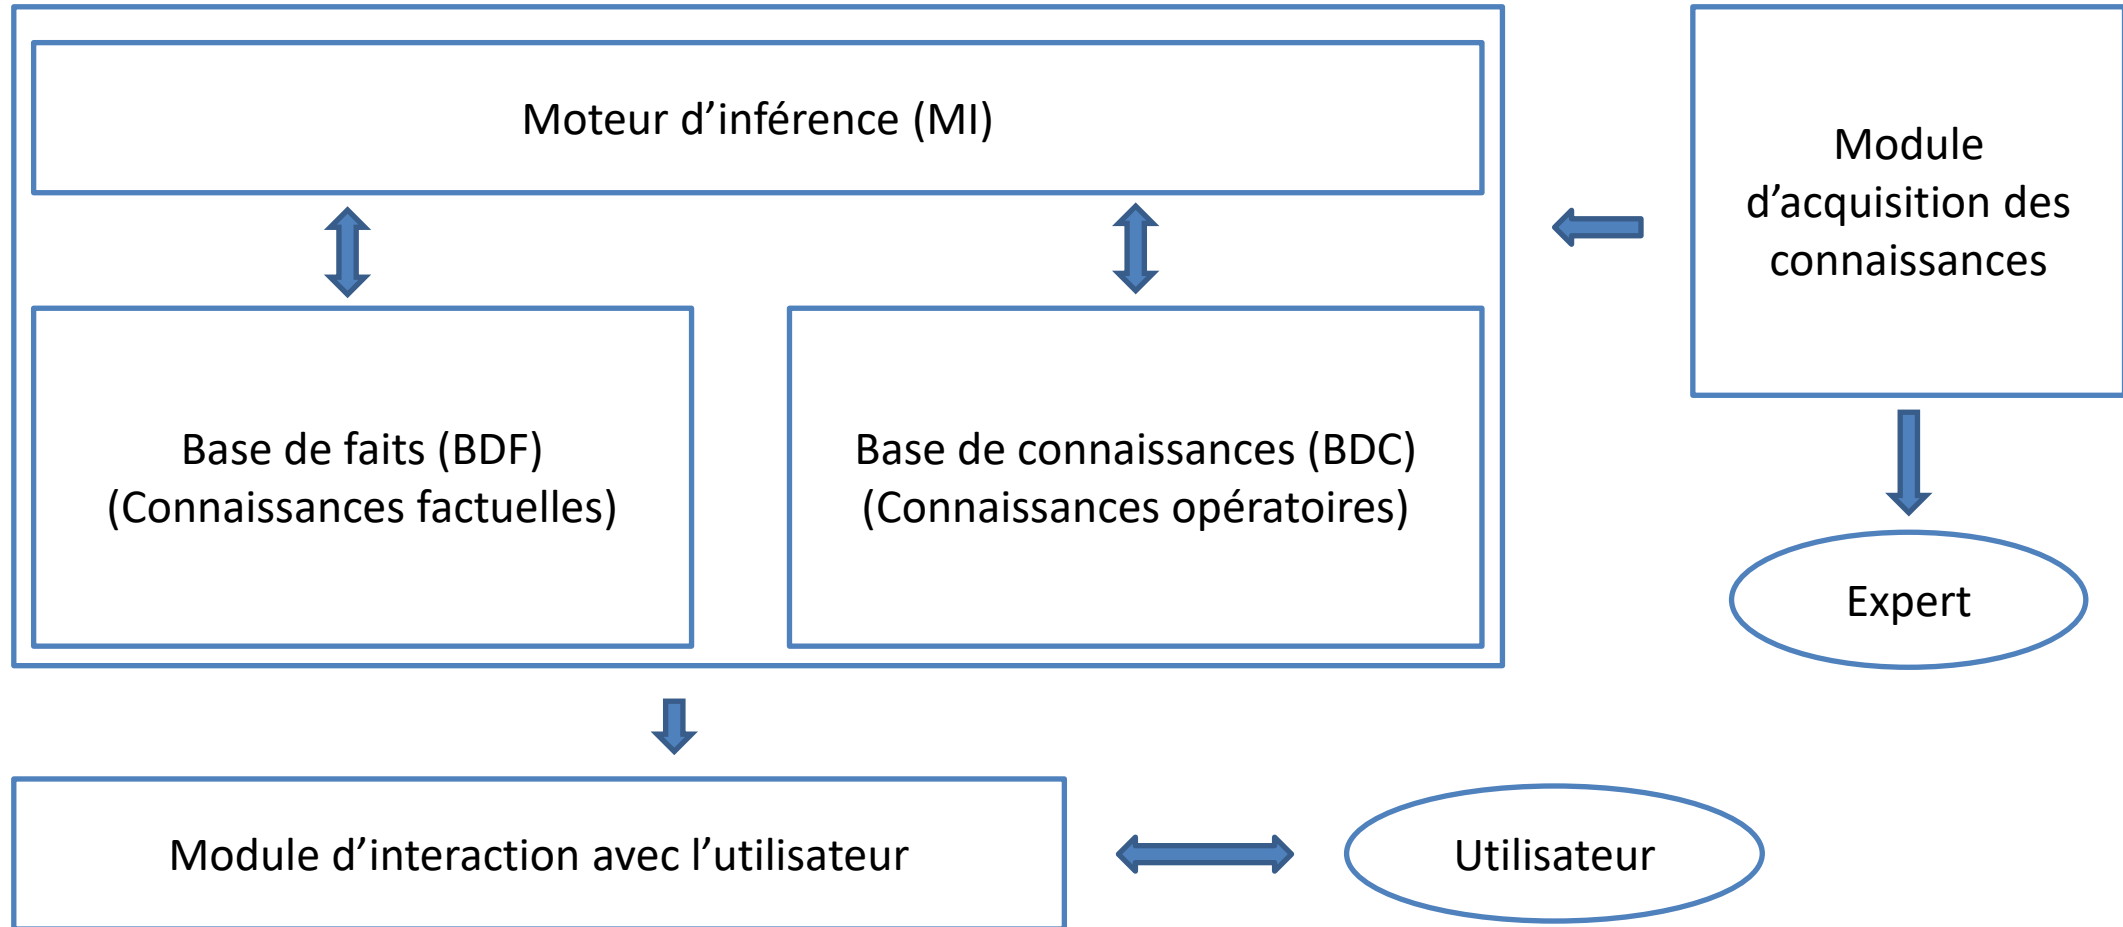 Moteur d’inférence (MI)
Module
d’acquisition des
connaissances
Base de faits (BDF)
(Connaissances factuelles)
Base de connaissances (BDC)
(Connaissances opératoires)
Expert
Module d’interaction avec l’utilisateur
Utilisateur